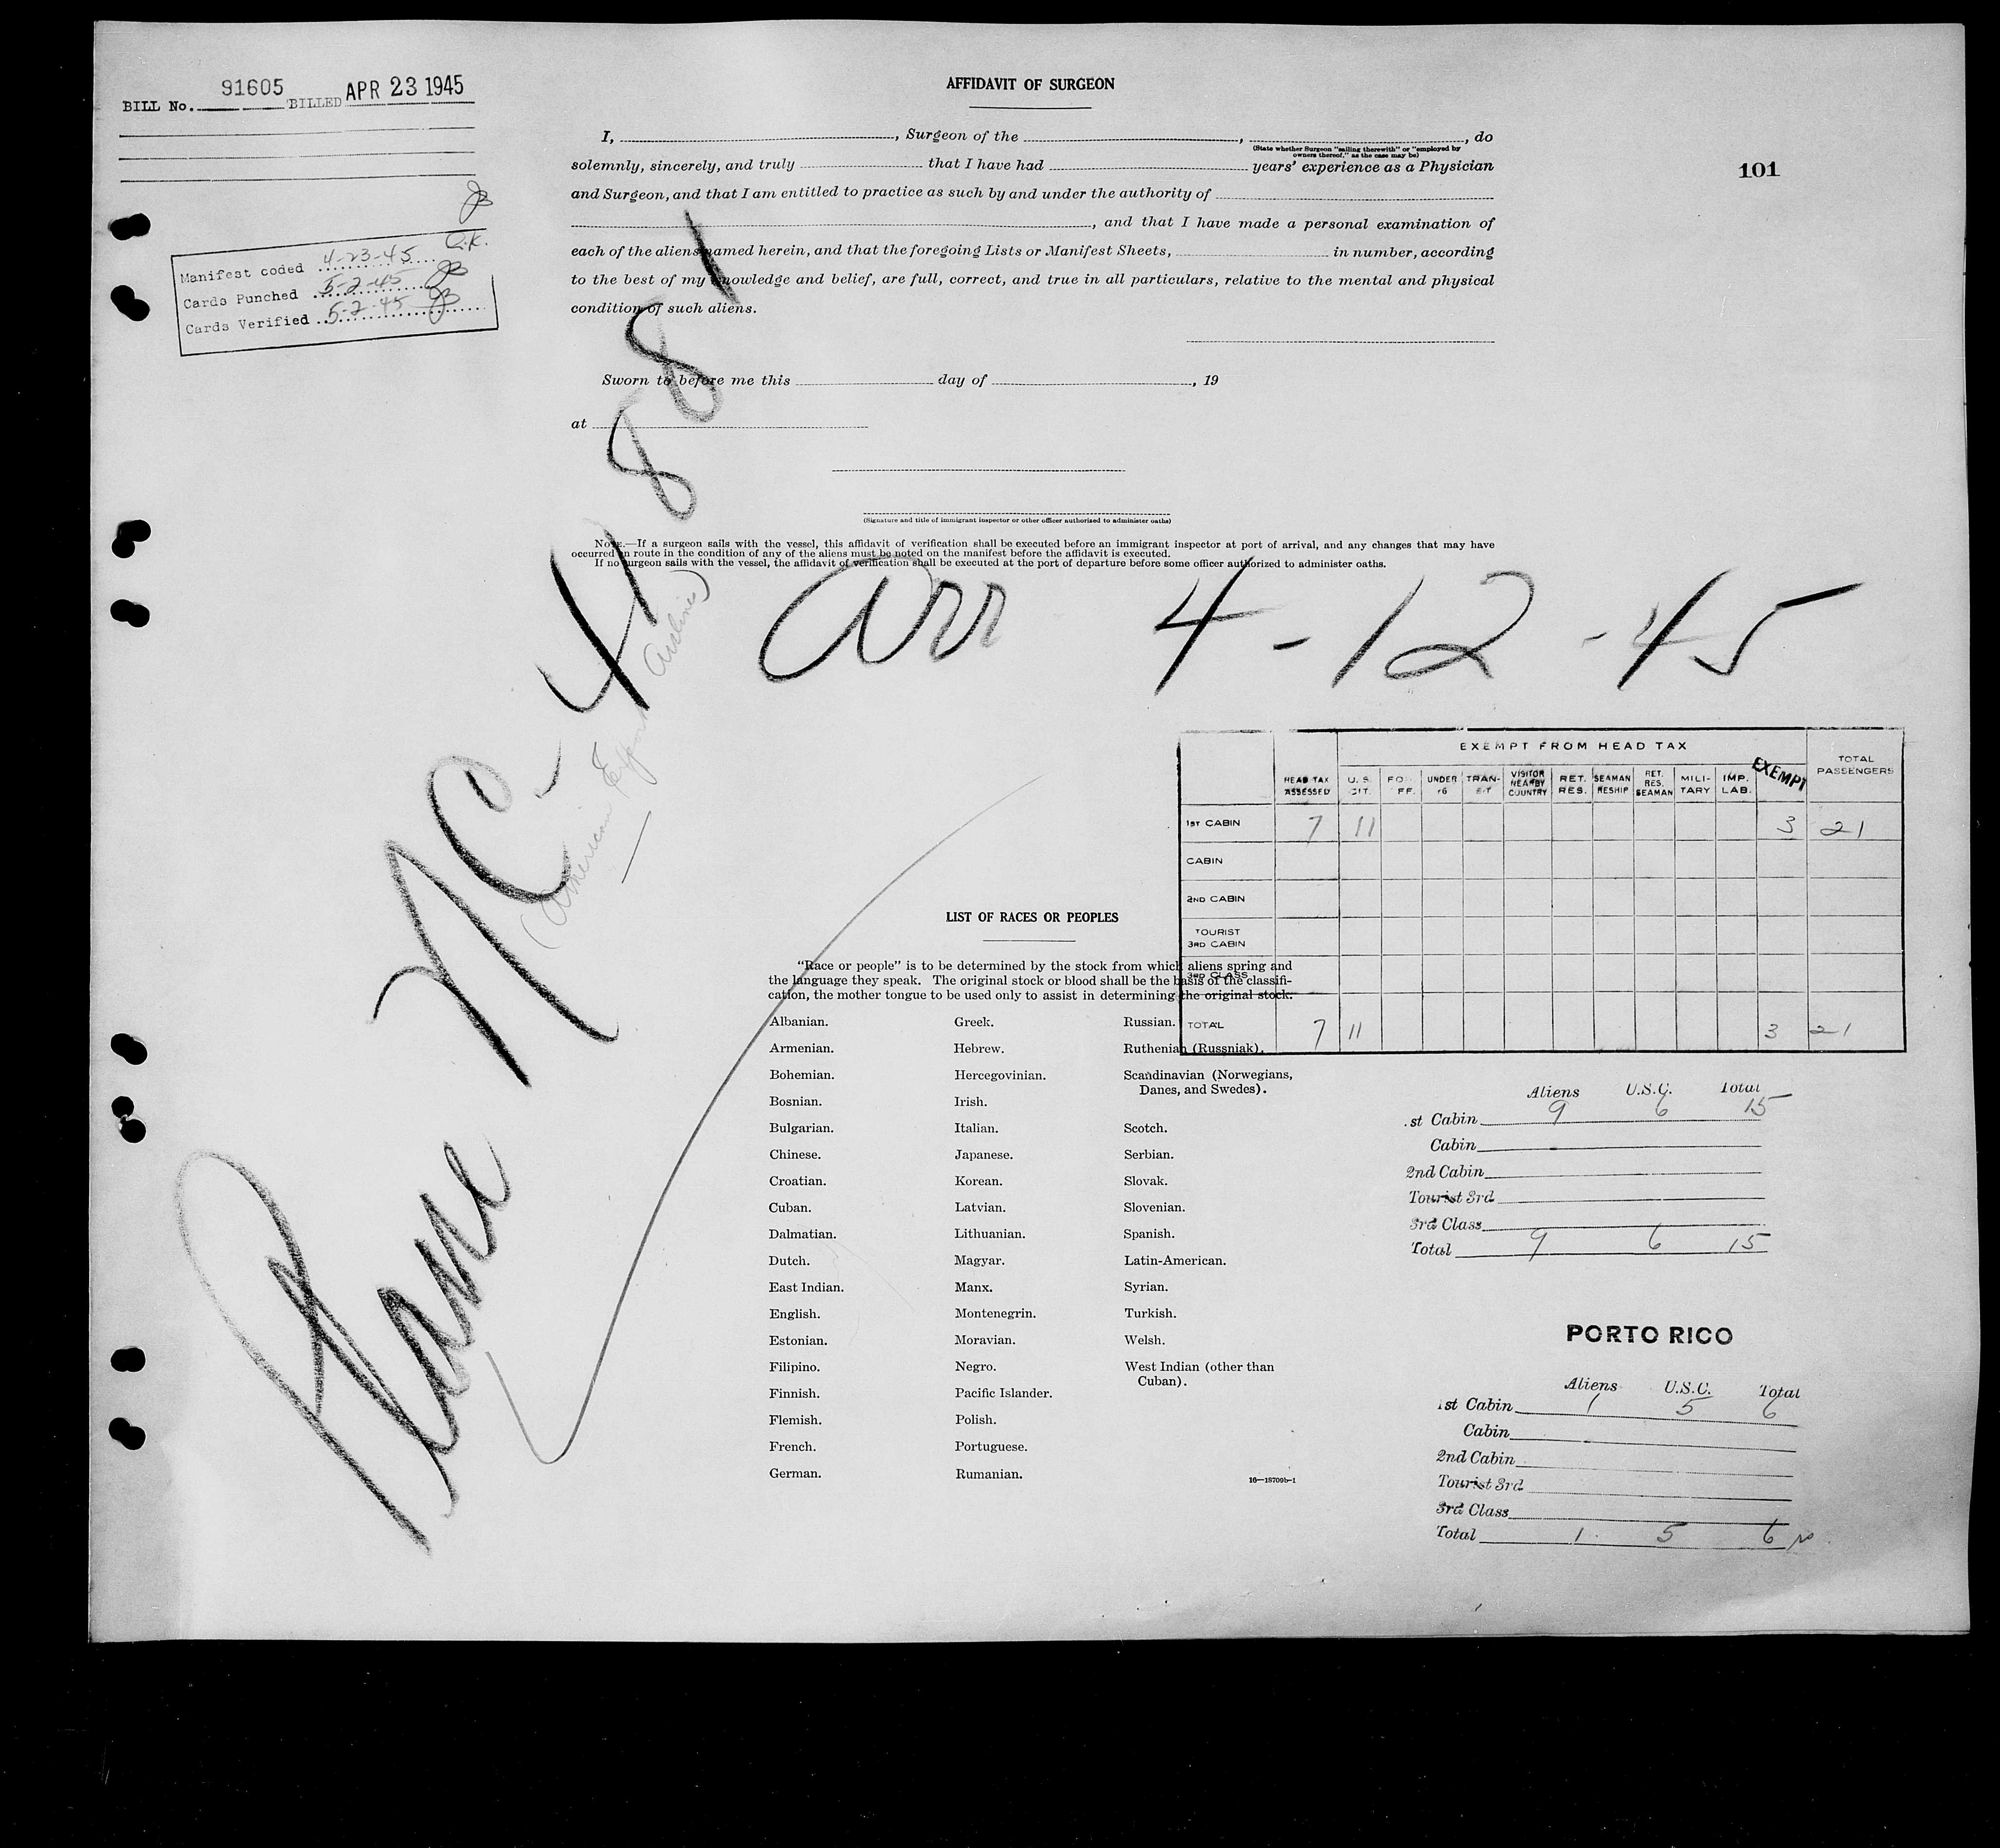 BILL No. 91605 BILLED APR 23 1945
AFFIDAVIT OF SURGEON
I, , Surgeon of the , , do
(State whether Surgeon "sailing therewith" or "employed by
owners thereof," as the case may be)
solemnly, sincerely, and truly that I have had years' experience as a Physician
and Surgeon, and that I am entitled to practice as such by and under the authority of
, and that I have made a personal examination of
each of the aliens named herein, and that the foregoing Lists or Manifest Sheets, in number, according
to the best of my knowledge and belief, are full, correct, and true in all particulars, relative to the mental and physical
condition of such aliens.
101
O.K.
Manifest coded 4-23-45
Cards Punched 5-2-45 JB
Cards Verified 5-2-45 JB
Sworn to before me this day of , 19
at
(Signature and title of immigrant inspector or other officer authorized to administer oaths)
Note.—If a surgeon sails with the vessel, this affidavit of verification shall be executed before an immigrant inspector at port of arrival, and any changes that may have
occurred en route in the condition of any of the aliens must be noted on the manifest before the affidavit is executed.
If no surgeon sails with the vessel, the affidavit of verification shall be executed at the port of departure before some officer authorized to administer oaths.
Arr 4-12-45
Plane NC-41881
(American Export Airlines)
EXEMPT FROM HEAD TAX
HEAD TAX ASSESSED U. S. CIT. FO OFF. UNDER 16 TRAN-SIT VISITOR NEARBY COUNTRY RET. RES. SEAMAN RESHIP RET. RES. SEAMAN MILI-TARY IMP. LAB. EXEMPT TOTAL PASSENGERS
1ST CABIN 7 11 3 21
CABIN
2ND CABIN
TOURIST
3RD CABIN
3RD CLASS
TOTAL 7 11 3 21
LIST OF RACES OR PEOPLES
"Race or people" is to be determined by the stock from which aliens spring and
the language they speak. The original stock or blood shall be the basis of the classifi-
cation, the mother tongue to be used only to assist in determining the original stock.
Albanian. Greek. Russian.
Armenian. Hebrew. Ruthenian (Russniak).
Bohemian. Hercegovinian. Scandinavian (Norwegians,
Danes, and Swedes).
Bosnian. Irish.
Bulgarian. Italian. Scotch.
Chinese. Japanese. Serbian.
Croatian. Korean. Slovak.
Cuban. Latvian. Slovenian.
Dalmatian. Lithuanian. Spanish.
Dutch. Magyar. Latin-American.
East Indian. Manx. Syrian.
English. Montenegrin. Turkish.
Estonian. Moravian. Welsh.
Filipino. Negro. West Indian (other than
Cuban).
Finnish. Pacific Islander.
Flemish. Polish.
French. Portuguese.
German. Rumanian.
16—18709b-1
Aliens U.S.C. Total
1st Cabin 9 6 15
Cabin
2nd Cabin
Tourist 3rd
3rd Class
Total 9 6 15
PORTO RICO
Aliens U.S.C. Total
1st Cabin 1 5 6
Cabin
2nd Cabin
Tourist 3rd
3rd Class
Total 1 5 6